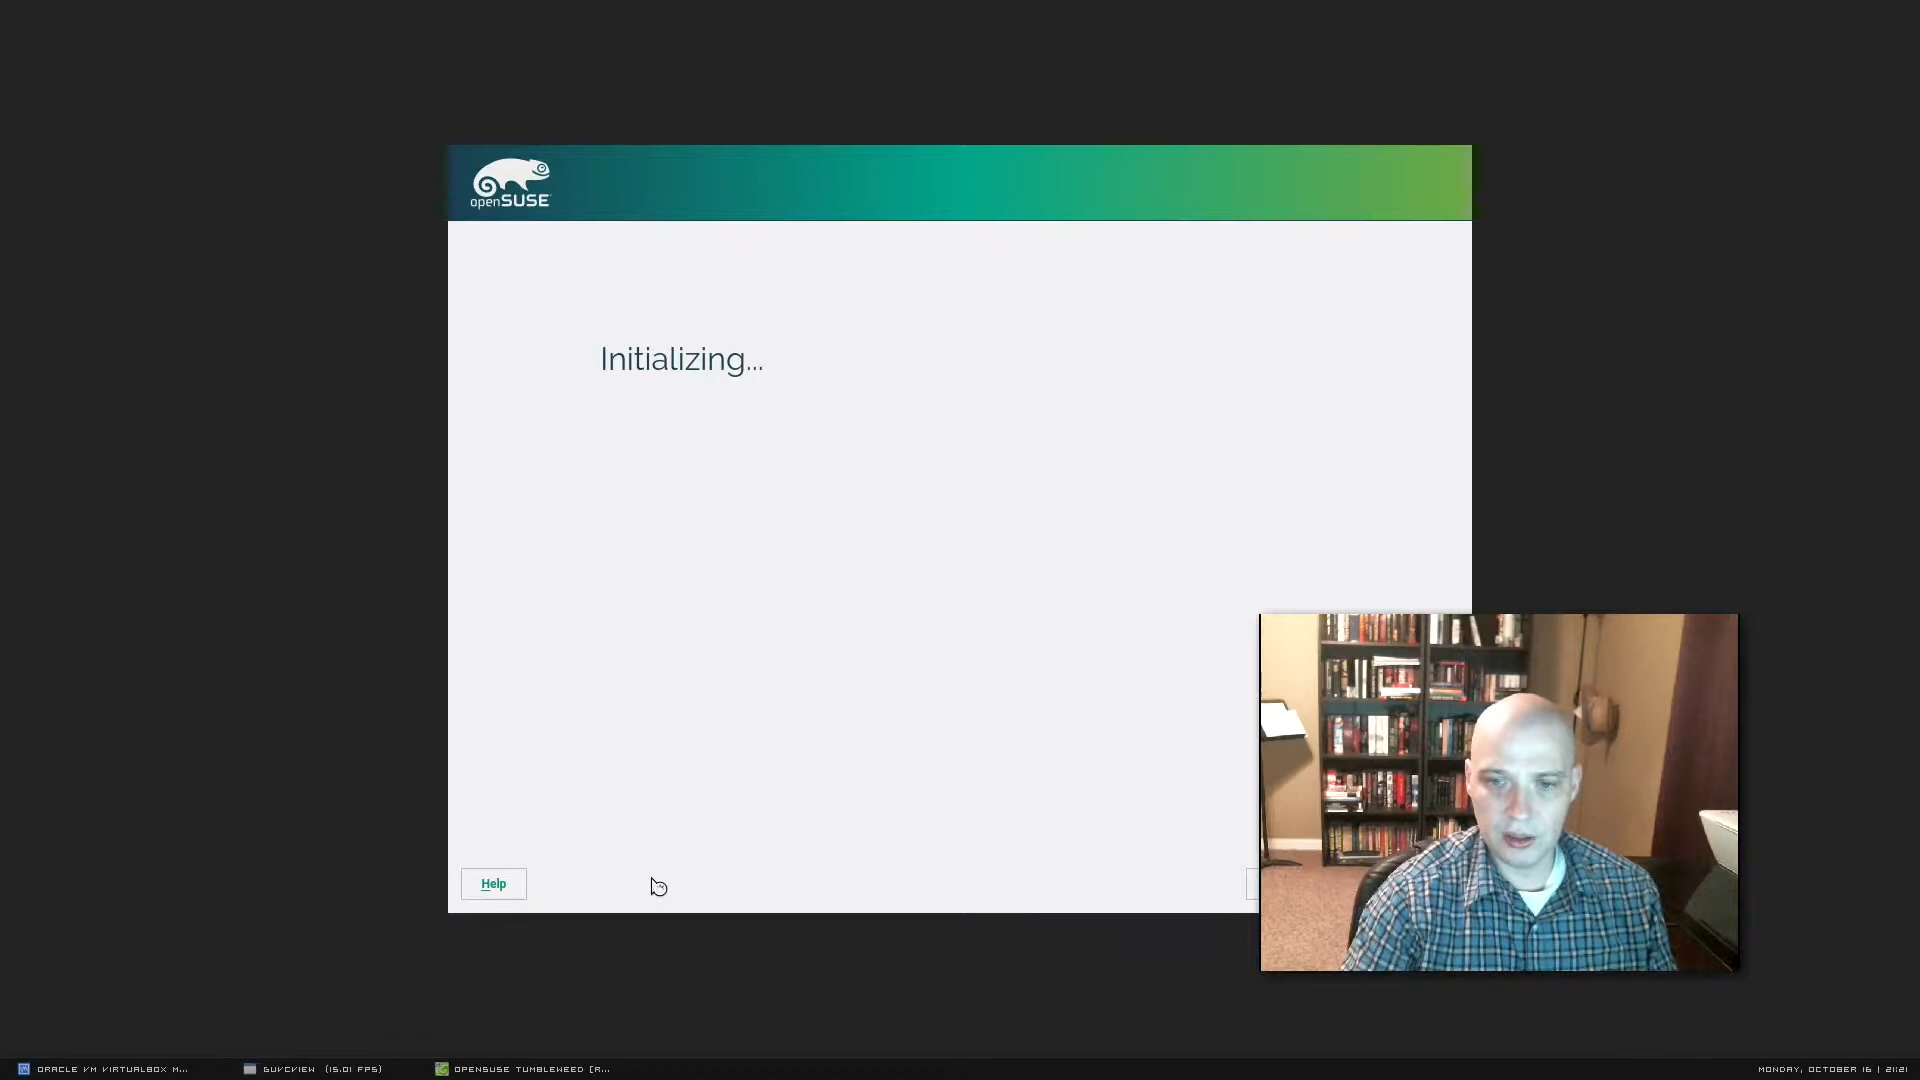 openSUSE
Initializing...
Help
ORACLE VM VIRTUALBOX M...
GUVCVIEW (15.01 FPS)
OPENSUSE TUMBLEWEED [R...
MONDAY, OCTOBER 16 | 21:21